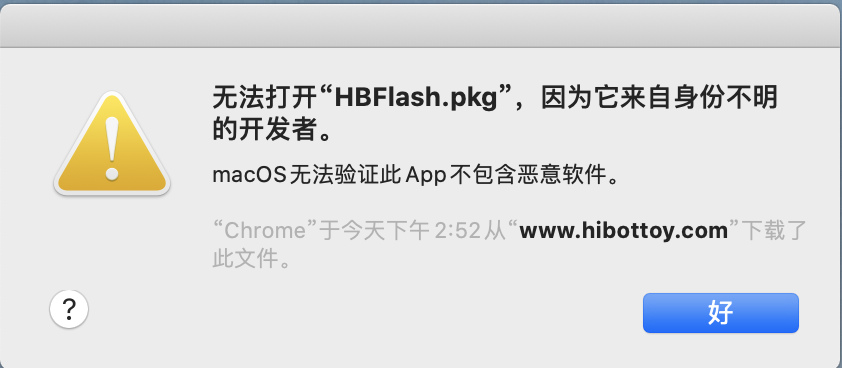 无法打开“HBFlash.pkg”，因为它来自身份不明
的开发者。
macOS无法验证此App不包含恶意软件。
“Chrome”于今天下午2:52从“www.hibottoy.com”下载了
此文件。
?
好